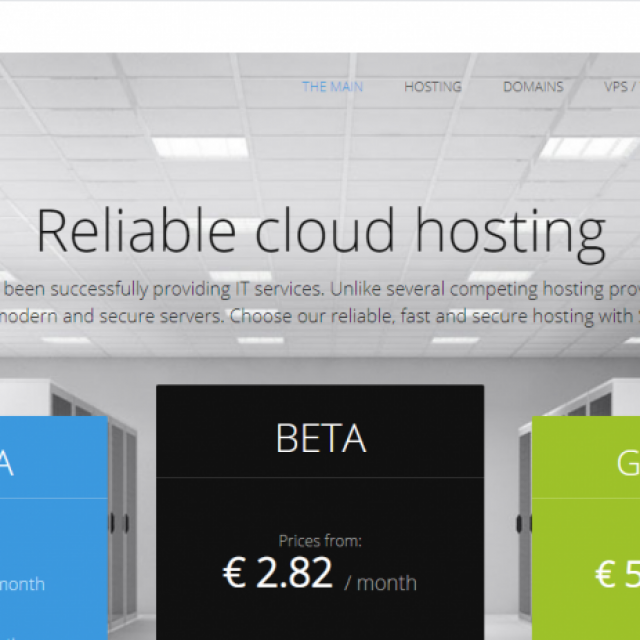 THE MAIN HOSTING DOMAINS VPS /
Reliable cloud hosting
been successfully providing IT services. Unlike several competing hosting
modern and secure servers. Choose our reliable, fast and secure hosting with
BETA
Prices from:
€ 2.82 / month
month
€ 5